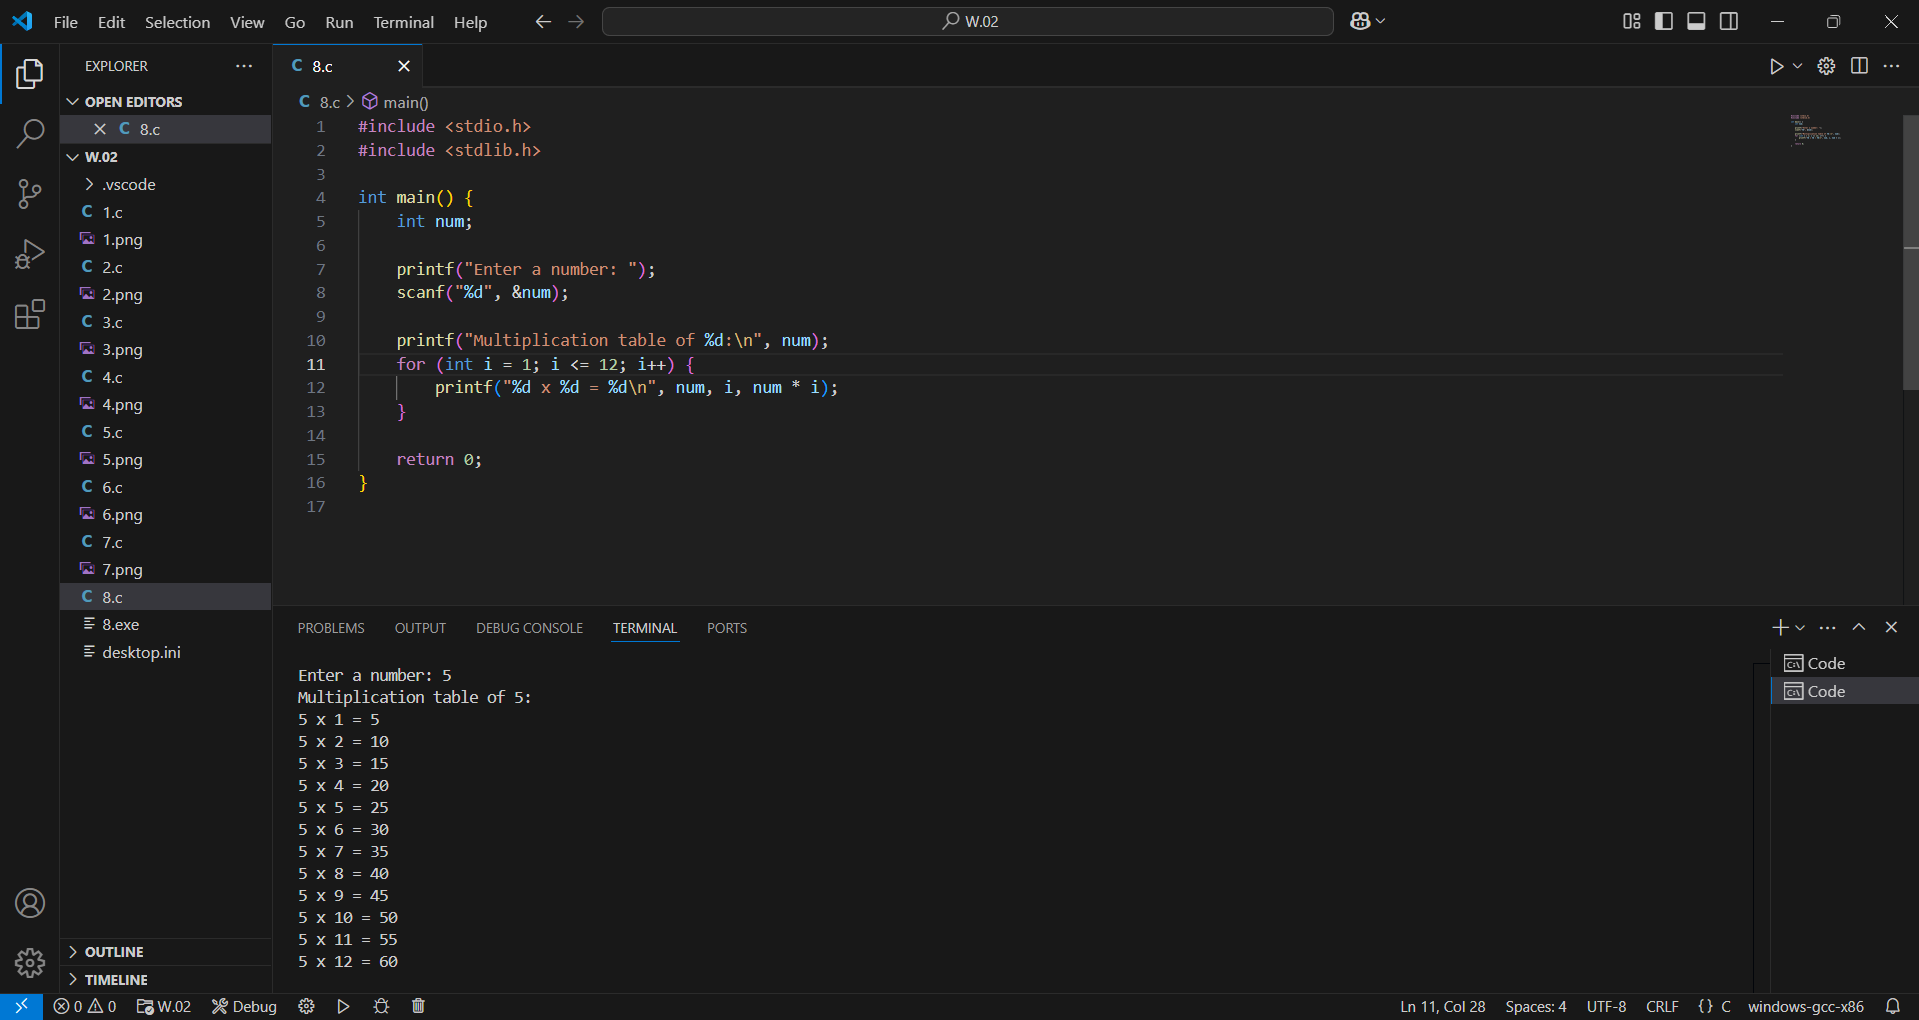 File Edit Selection View Go Run Terminal Help
W.02
EXPLORER
OPEN EDITORS
C 8.c
W.02
.vscode
C 1.c
1.png
C 2.c
2.png
C 3.c
3.png
C 4.c
4.png
C 5.c
5.png
C 6.c
6.png
C 7.c
7.png
C 8.c
8.exe
desktop.ini
OUTLINE
TIMELINE
C 8.c
C 8.c > main()
1 #include <stdio.h>
2 #include <stdlib.h>
3
4 int main() {
5     int num;
6
7     printf("Enter a number: ");
8     scanf("%d", &num);
9
10     printf("Multiplication table of %d:\n", num);
11     for (int i = 1; i <= 12; i++) {
12         printf("%d x %d = %d\n", num, i, num * i);
13     }
14
15     return 0;
16 }
17
PROBLEMS OUTPUT DEBUG CONSOLE TERMINAL PORTS
Enter a number: 5
Multiplication table of 5:
5 x 1 = 5
5 x 2 = 10
5 x 3 = 15
5 x 4 = 20
5 x 5 = 25
5 x 6 = 30
5 x 7 = 35
5 x 8 = 40
5 x 9 = 45
5 x 10 = 50
5 x 11 = 55
5 x 12 = 60
Code
Code
0 0 W.02 Debug Ln 11, Col 28 Spaces: 4 UTF-8 CRLF {} C windows-gcc-x86